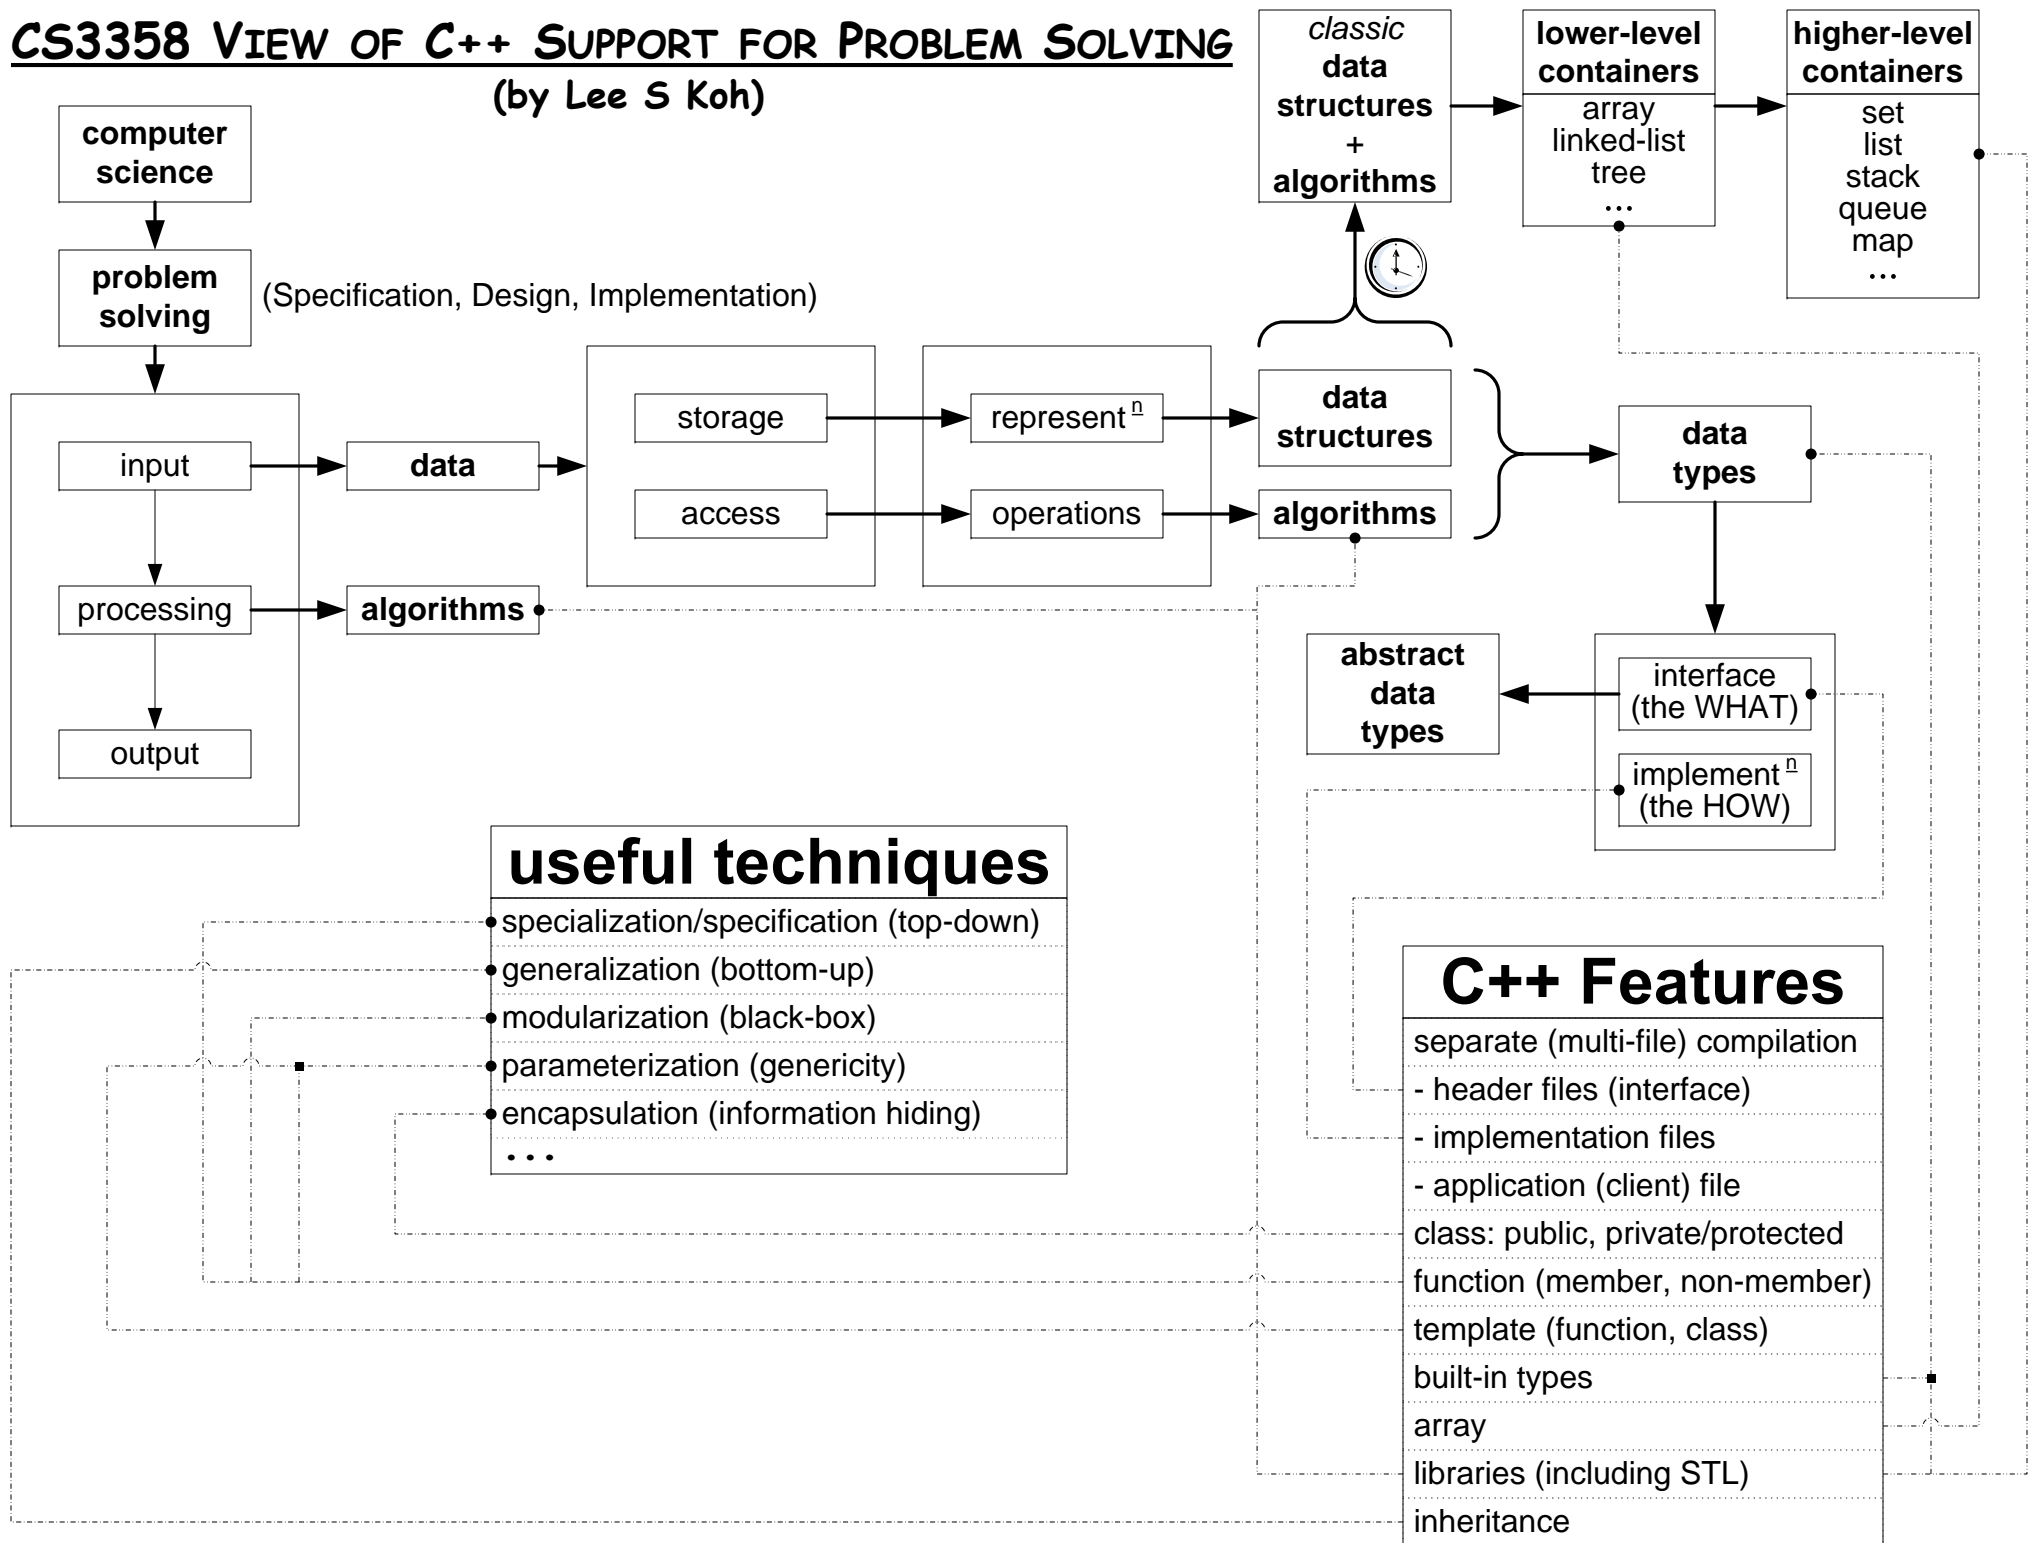 CS3358 VIEW OF C++ SUPPORT FOR PROBLEM SOLVING
(by Lee S Koh)
computer
science
problem
solving
(Specification, Design, Implementation)
input
processing
output
data
algorithms
storage
access
represent n
operations
data
structures
algorithms
classic
data
structures
+
algorithms
lower-level
containers
array
linked-list
tree
...
higher-level
containers
set
list
stack
queue
map
...
data
types
interface
(the WHAT)
implement n
(the HOW)
abstract
data
types
useful techniques
specialization/specification (top-down)
generalization (bottom-up)
modularization (black-box)
parameterization (genericity)
encapsulation (information hiding)
...
C++ Features
separate (multi-file) compilation
- header files (interface)
- implementation files
- application (client) file
class: public, private/protected
function (member, non-member)
template (function, class)
built-in types
array
libraries (including STL)
inheritance